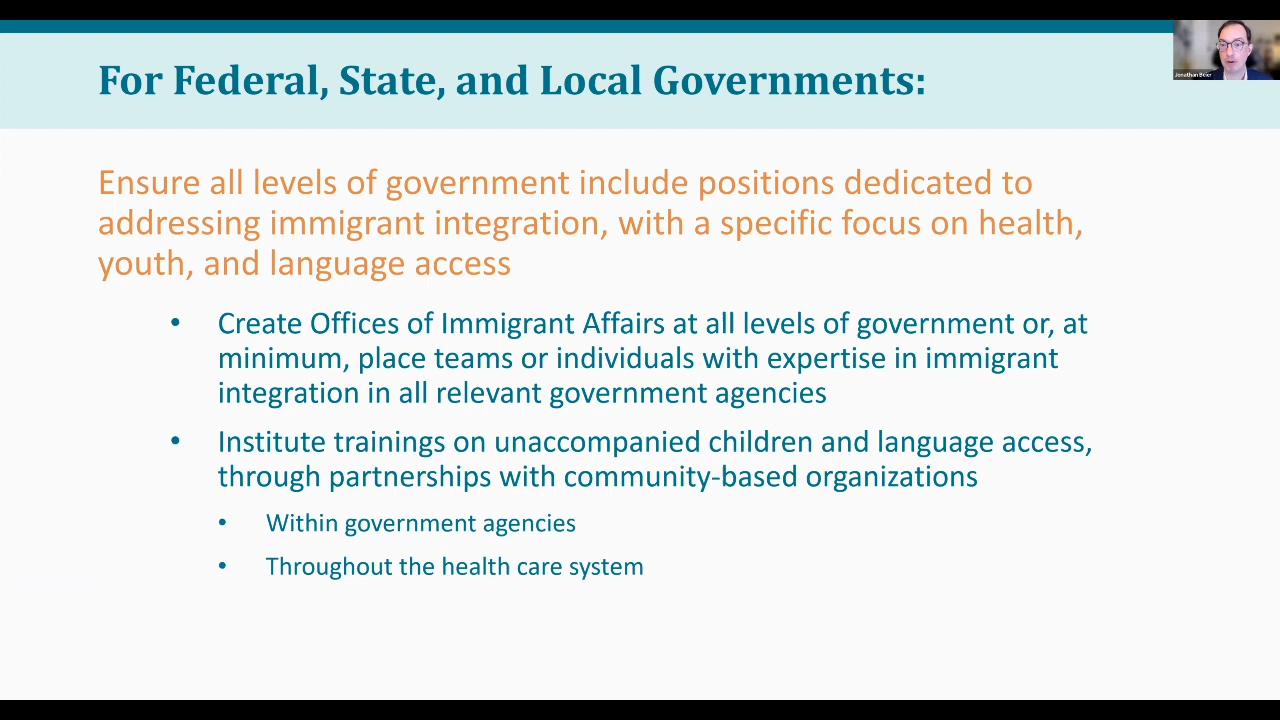 For Federal, State, and Local Governments:
Jonathan Beier
Ensure all levels of government include positions dedicated to
addressing immigrant integration, with a specific focus on health,
youth, and language access
• Create Offices of Immigrant Affairs at all levels of government or, at
minimum, place teams or individuals with expertise in immigrant
integration in all relevant government agencies
• Institute trainings on unaccompanied children and language access,
through partnerships with community-based organizations
• Within government agencies
• Throughout the health care system